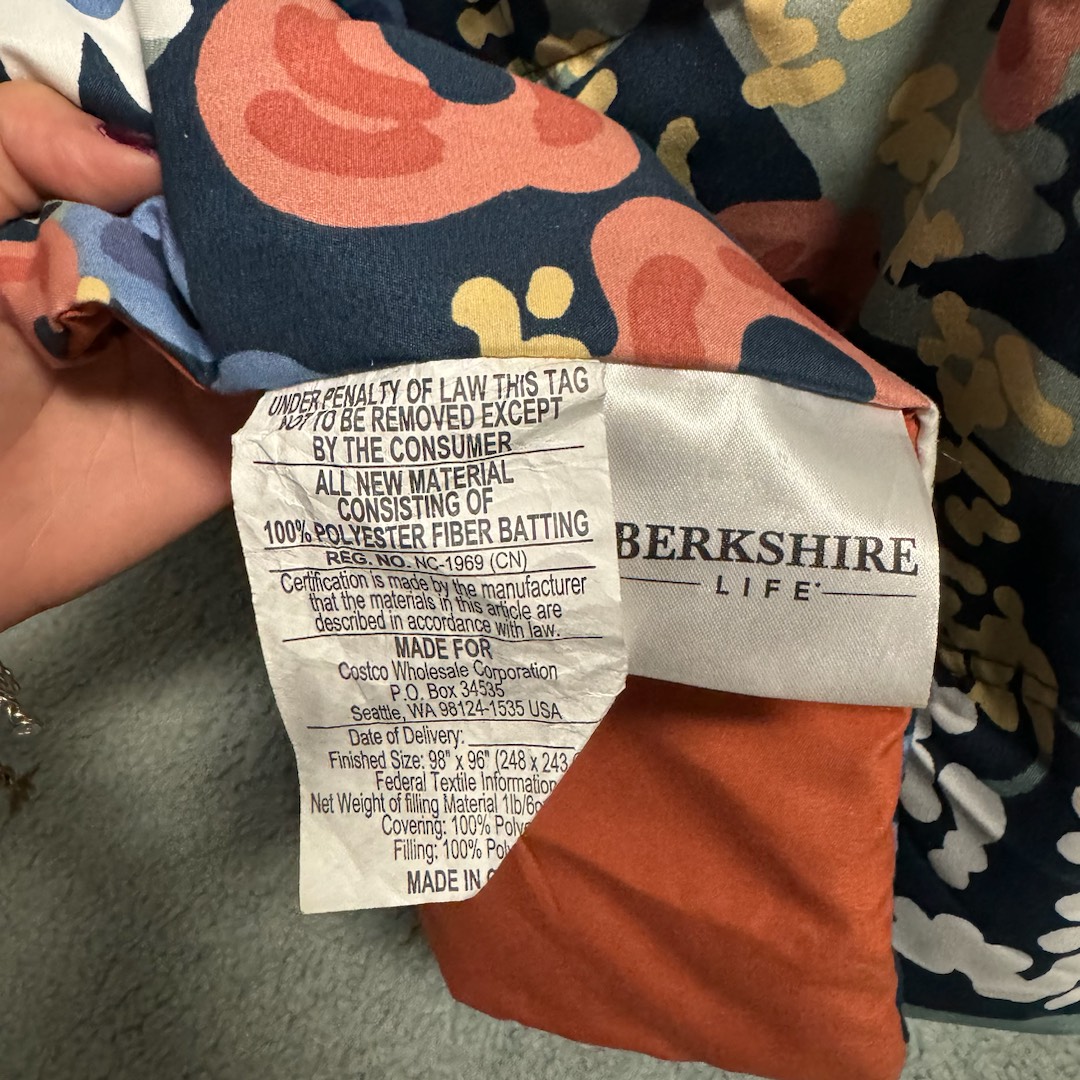 UNDER PENALTY OF LAW THIS TAG
NOT TO BE REMOVED EXCEPT
BY THE CONSUMER
ALL NEW MATERIAL
CONSISTING OF
100% POLYESTER FIBER BATTING
REG. NO. NC-1969 (CN)
Certification is made by the manufacturer
that the materials in this article are
described in accordance with law.
MADE FOR
Costco Wholesale Corporation
P.O. Box 34535
Seattle, WA 98124-1535 USA
Date of Delivery:
Finished Size: 98" x 96" (248 x 243
Federal Textile Information
Net Weight of filling Material 1lb/6o
Covering: 100% Poly
Filling: 100% Pol
MADE IN
BERKSHIRE
LIFE